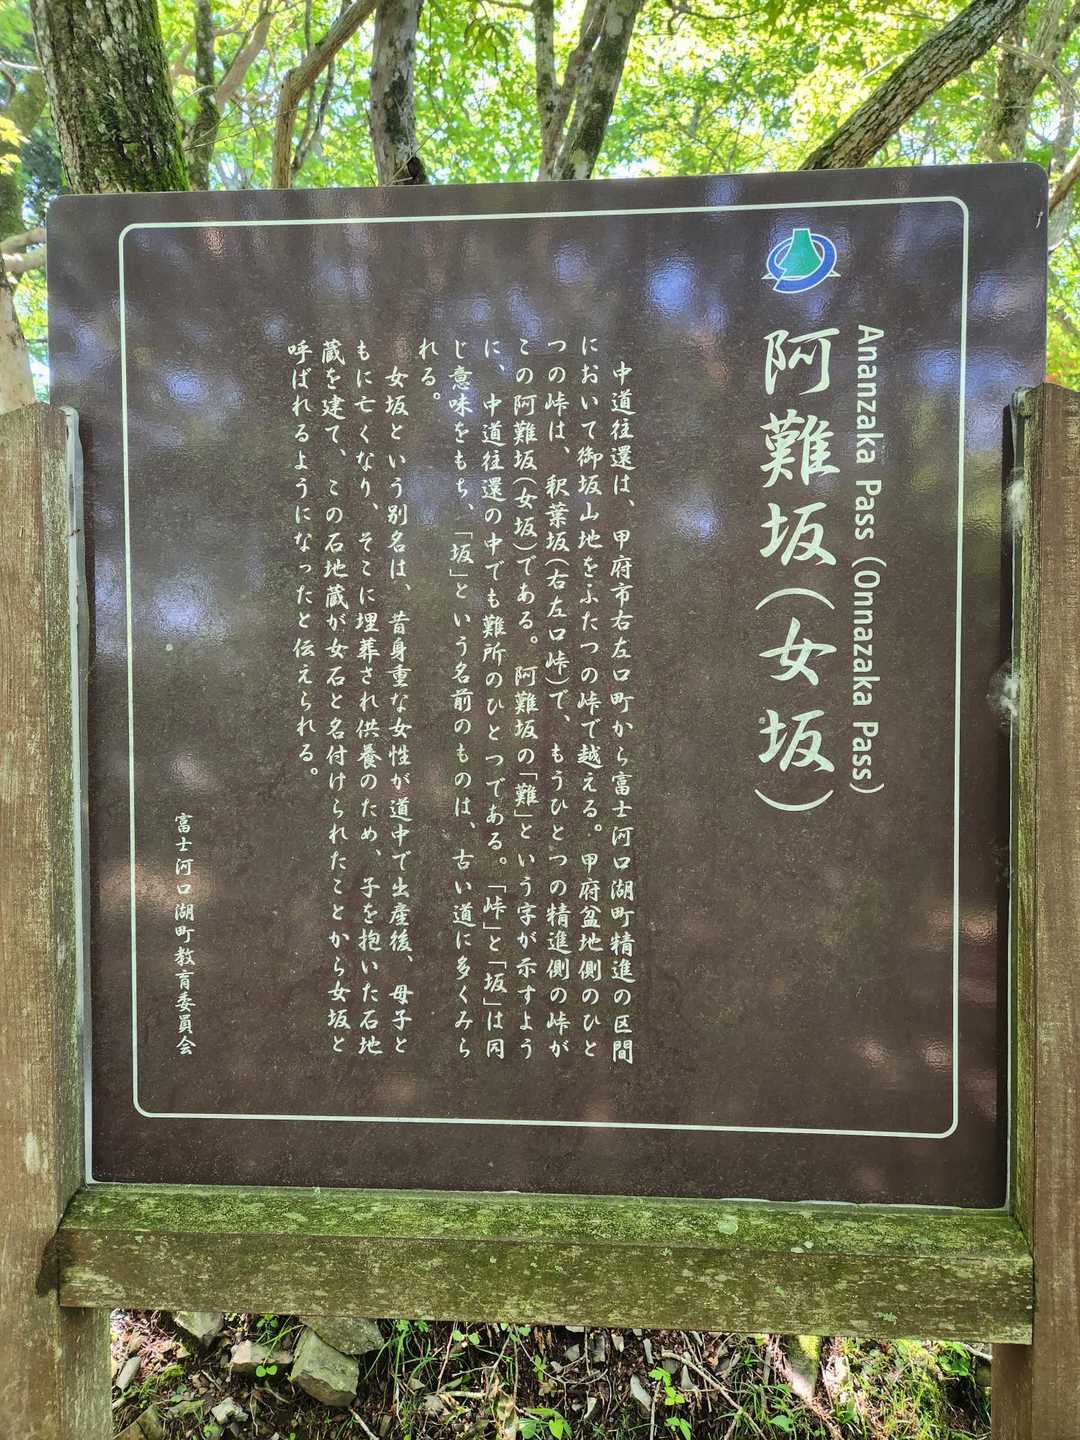 Ananzaka Pass (Onnazaka Pass)
阿難坂(女坂)
中道往還は、甲府市右左口町から富士河口湖町精進の区間
において御坂山地をふたつの峠で越える。甲府盆地側のひと
つの峠は、釈葉坂(右左口峠)で、もうひとつの精進側の峠が
この阿難坂(女坂)である。阿難坂の「難」という字が示すよう
に、中道往還の中でも難所のひとつである。「峠」と「坂」は同
じ意味をもち、「坂」という名前のものは、古い道に多くみら
れる。
女坂という別名は、昔身重な女性が道中で出産後、母子と
もに亡くなり、そこに埋葬され供養のため、子を抱いた石地
蔵を建て、この石地蔵が女石と名付けられたことから女坂と
呼ばれるようになったと伝えられる。
富士河口湖町教育委員会